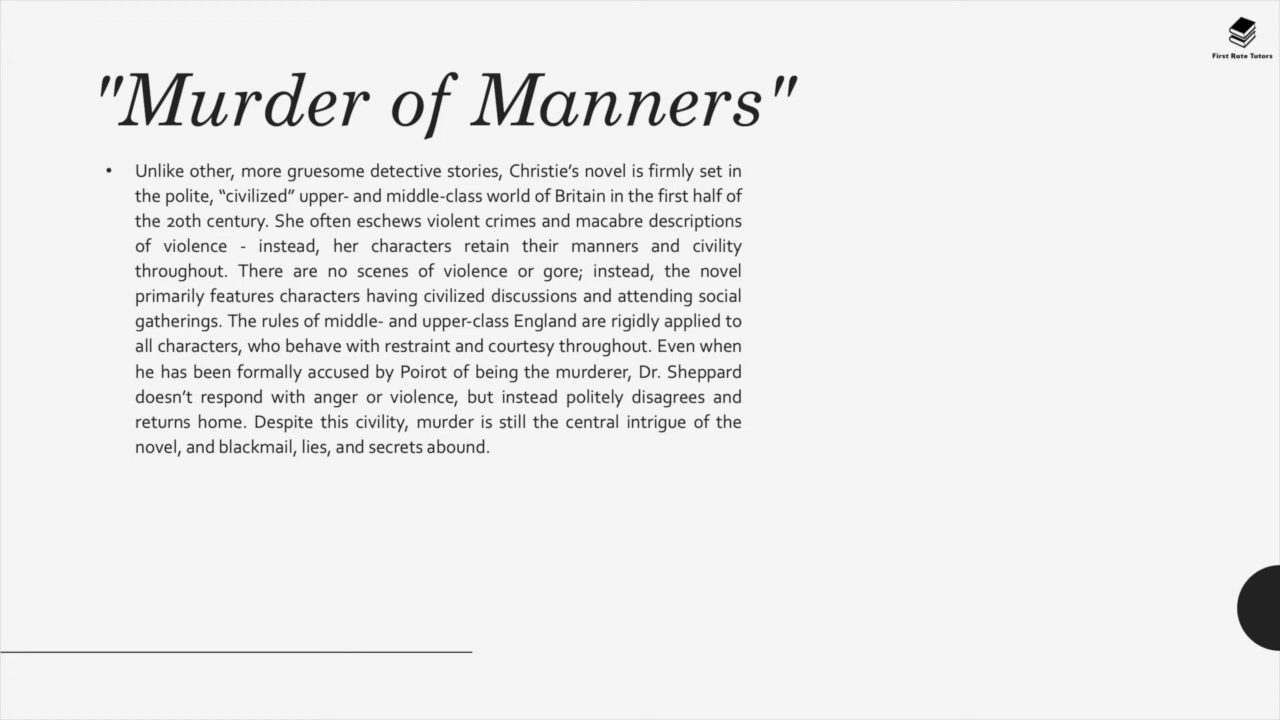 First Rate Tutors
"Murder of Manners"
• Unlike other, more gruesome detective stories, Christie’s novel is firmly set in
the polite, “civilized” upper- and middle-class world of Britain in the first half of
the 20th century. She often eschews violent crimes and macabre descriptions
of violence - instead, her characters retain their manners and civility
throughout. There are no scenes of violence or gore; instead, the novel
primarily features characters having civilized discussions and attending social
gatherings. The rules of middle- and upper-class England are rigidly applied to
all characters, who behave with restraint and courtesy throughout. Even when
he has been formally accused by Poirot of being the murderer, Dr. Sheppard
doesn’t respond with anger or violence, but instead politely disagrees and
returns home. Despite this civility, murder is still the central intrigue of the
novel, and blackmail, lies, and secrets abound.